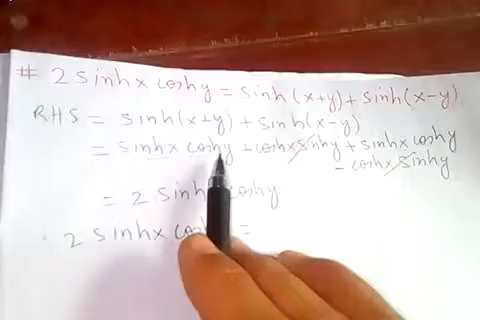 # 2 sinhx coshy = sinh(x+y) + sinh(x-y)
RHS = sinh(x+y) + sinh(x-y)
= sinhx coshy + coshx sinhy + sinhx coshy
- coshx sinhy
= 2 sinh coshy
2 sinhx =